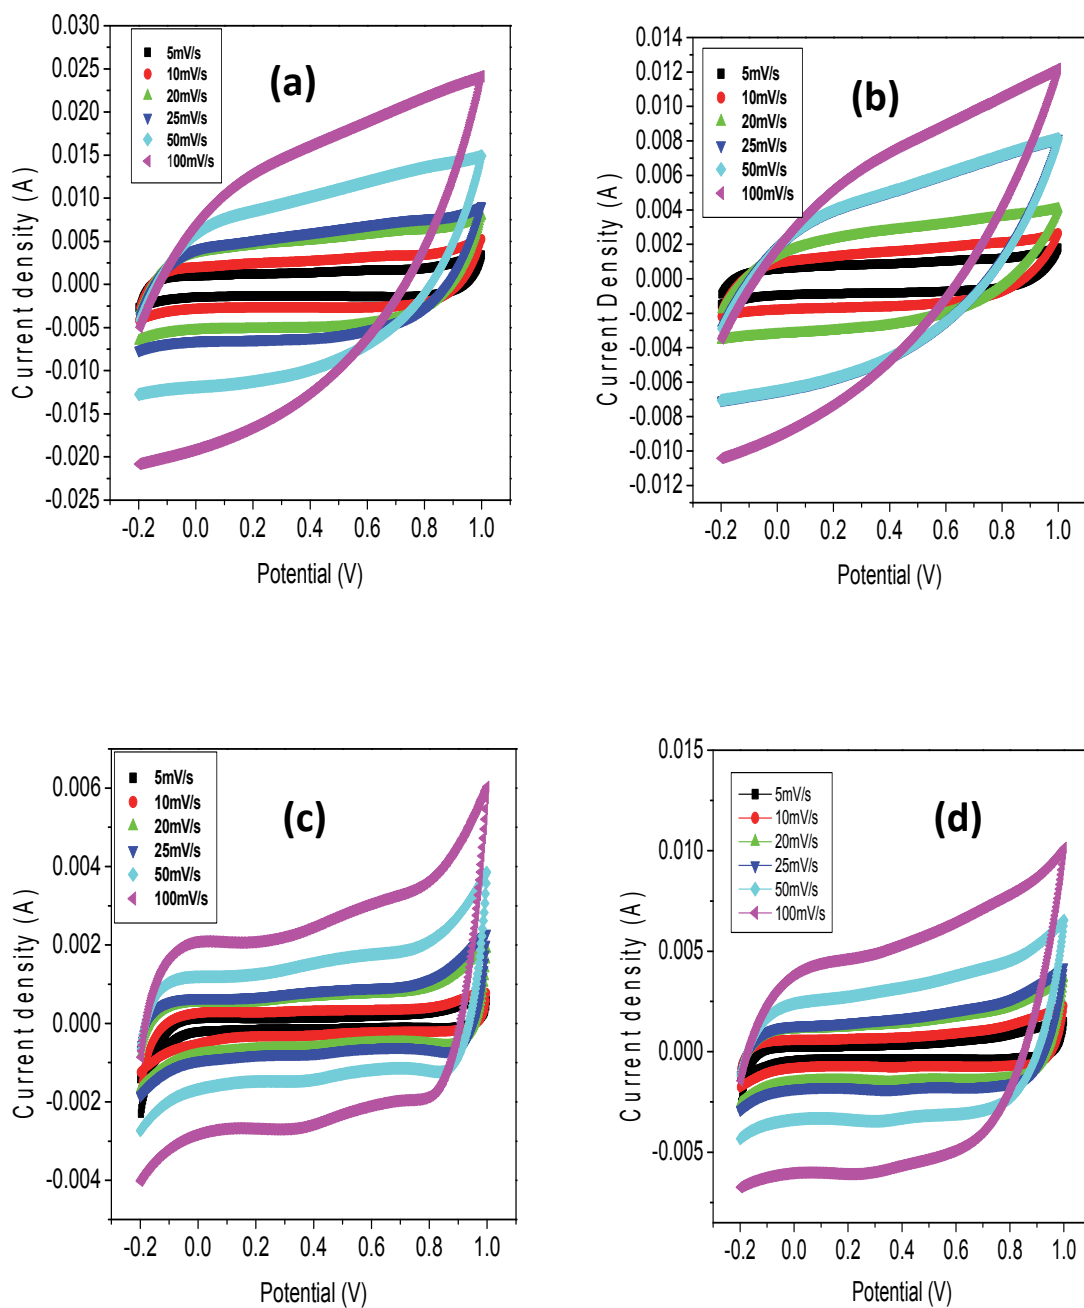 0.030
0.025
0.020
0.015
0.010
0.005
0.000
-0.005
-0.010
-0.015
-0.020
-0.025
Current density (A)
5mV/s
10mV/s
20mV/s
25mV/s
50mV/s
100mV/s
(a)
-0.2 0.0 0.2 0.4 0.6 0.8 1.0
Potential (V)
0.014
0.012
0.010
0.008
0.006
0.004
0.002
0.000
-0.002
-0.004
-0.006
-0.008
-0.010
-0.012
Current Density (A)
5mV/s
10mV/s
20mV/s
25mV/s
50mV/s
100mV/s
(b)
-0.2 0.0 0.2 0.4 0.6 0.8 1.0
Potential (V)
0.006
0.004
0.002
0.000
-0.002
-0.004
Current density (A)
5mV/s
10mV/s
20mV/s
25mV/s
50mV/s
100mV/s
(c)
-0.2 0.0 0.2 0.4 0.6 0.8 1.0
Potential (V)
0.015
0.010
0.005
0.000
-0.005
Current density (A)
5mV/s
10mV/s
20mV/s
25mV/s
50mV/s
100mV/s
(d)
-0.2 0.0 0.2 0.4 0.6 0.8 1.0
Potential (V)